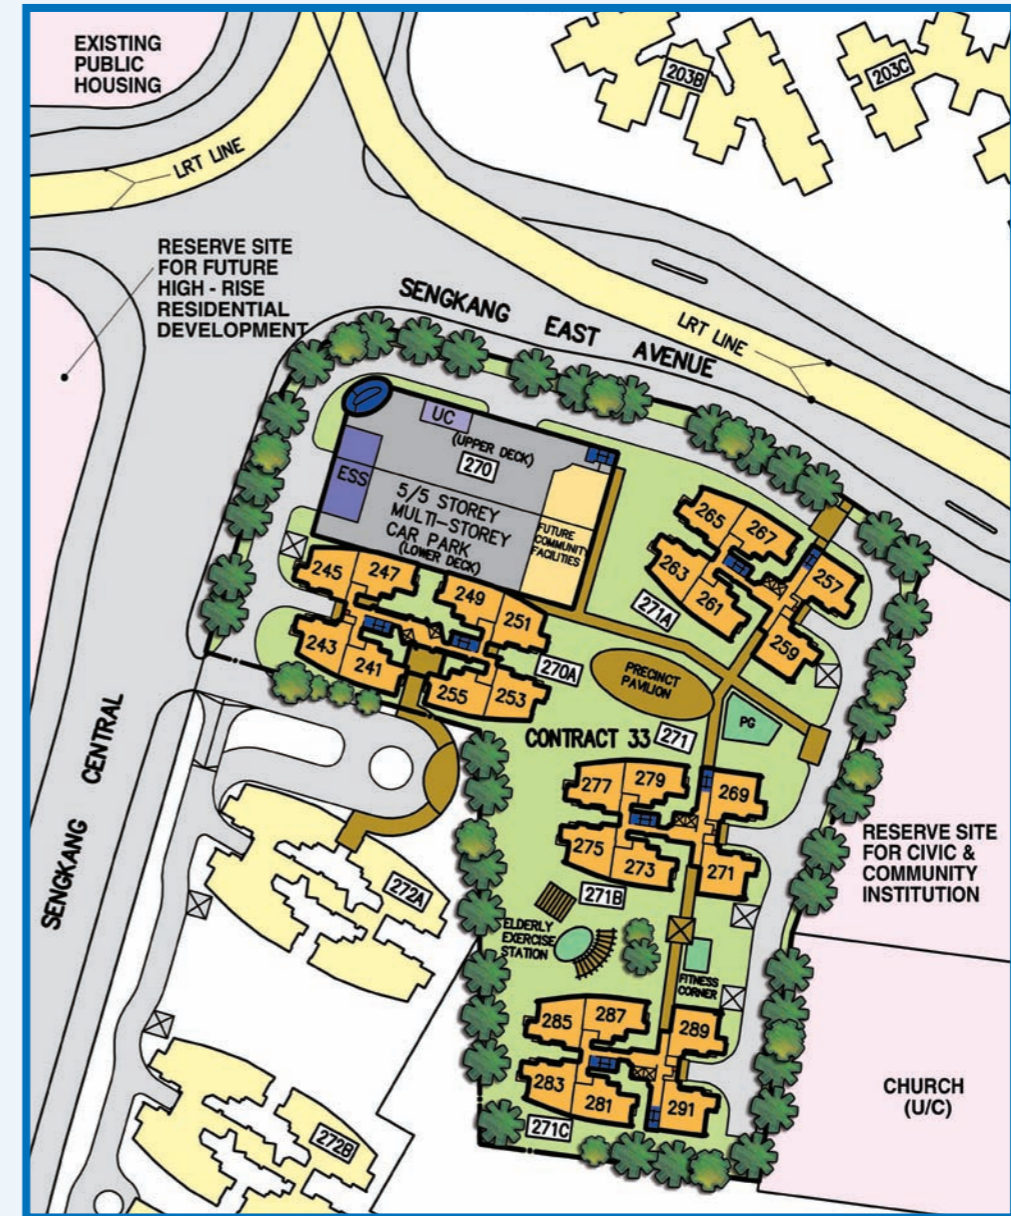 EXISTING
PUBLIC
HOUSING
203B
203C
LRT LINE
RESERVE SITE
FOR FUTURE
HIGH - RISE
RESIDENTIAL
DEVELOPMENT
SENGKANG EAST AVENUE
LRT LINE
UC
(UPPER DECK)
270
ESS
5/5 STOREY
MULTI-STOREY
CAR PARK
(LOWER DECK)
FUTURE
COMMUNITY
FACILITIES
265
267
263
261
257
259
271A
245
247
249
251
243
241
255
253
270A
PRECINCT
PAVILION
PG
CONTRACT 33
271
SENGKANG CENTRAL
277
279
269
275
273
271
271B
RESERVE SITE
FOR CIVIC &
COMMUNITY
INSTITUTION
272A
ELDERLY
EXERCISE
STATION
FITNESS
CORNER
285
287
289
283
281
291
271C
CHURCH
(U/C)
272B